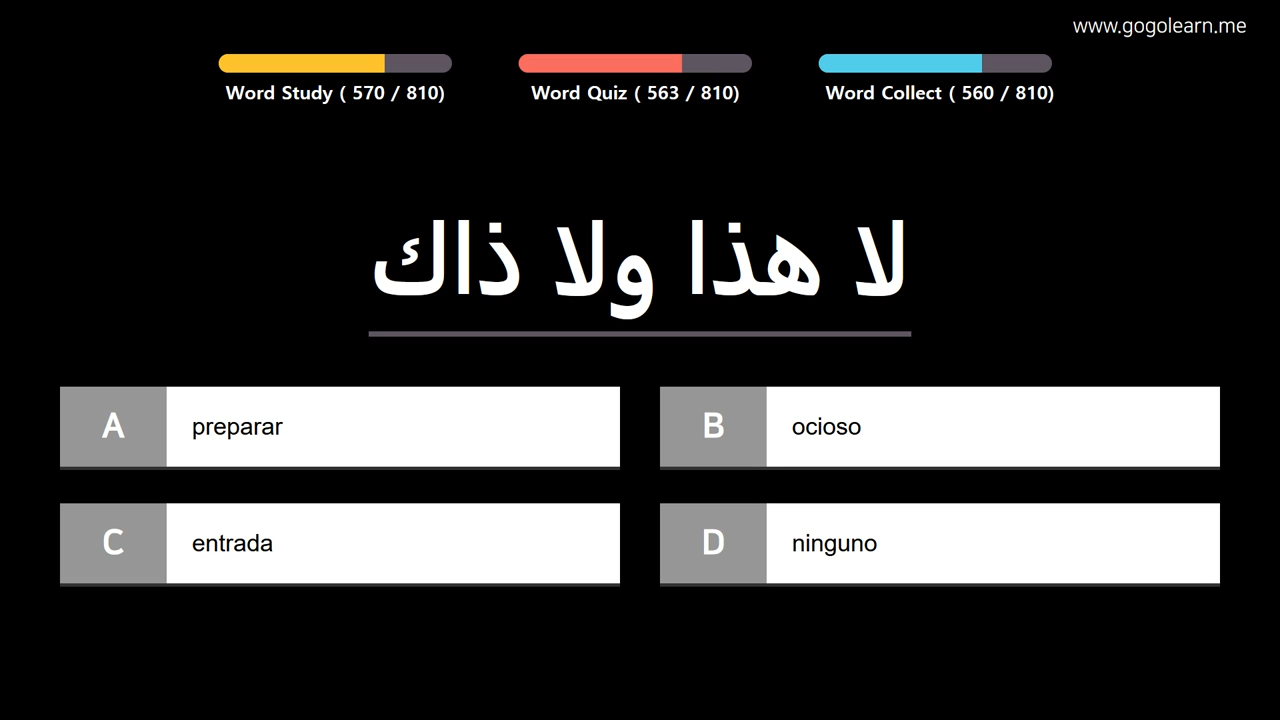 www.gogolearn.me
Word Study ( 570 / 810)
Word Quiz ( 563 / 810)
Word Collect ( 560 / 810)
لا هذا ولا ذاك
A
preparar
B
ocioso
C
entrada
D
ninguno